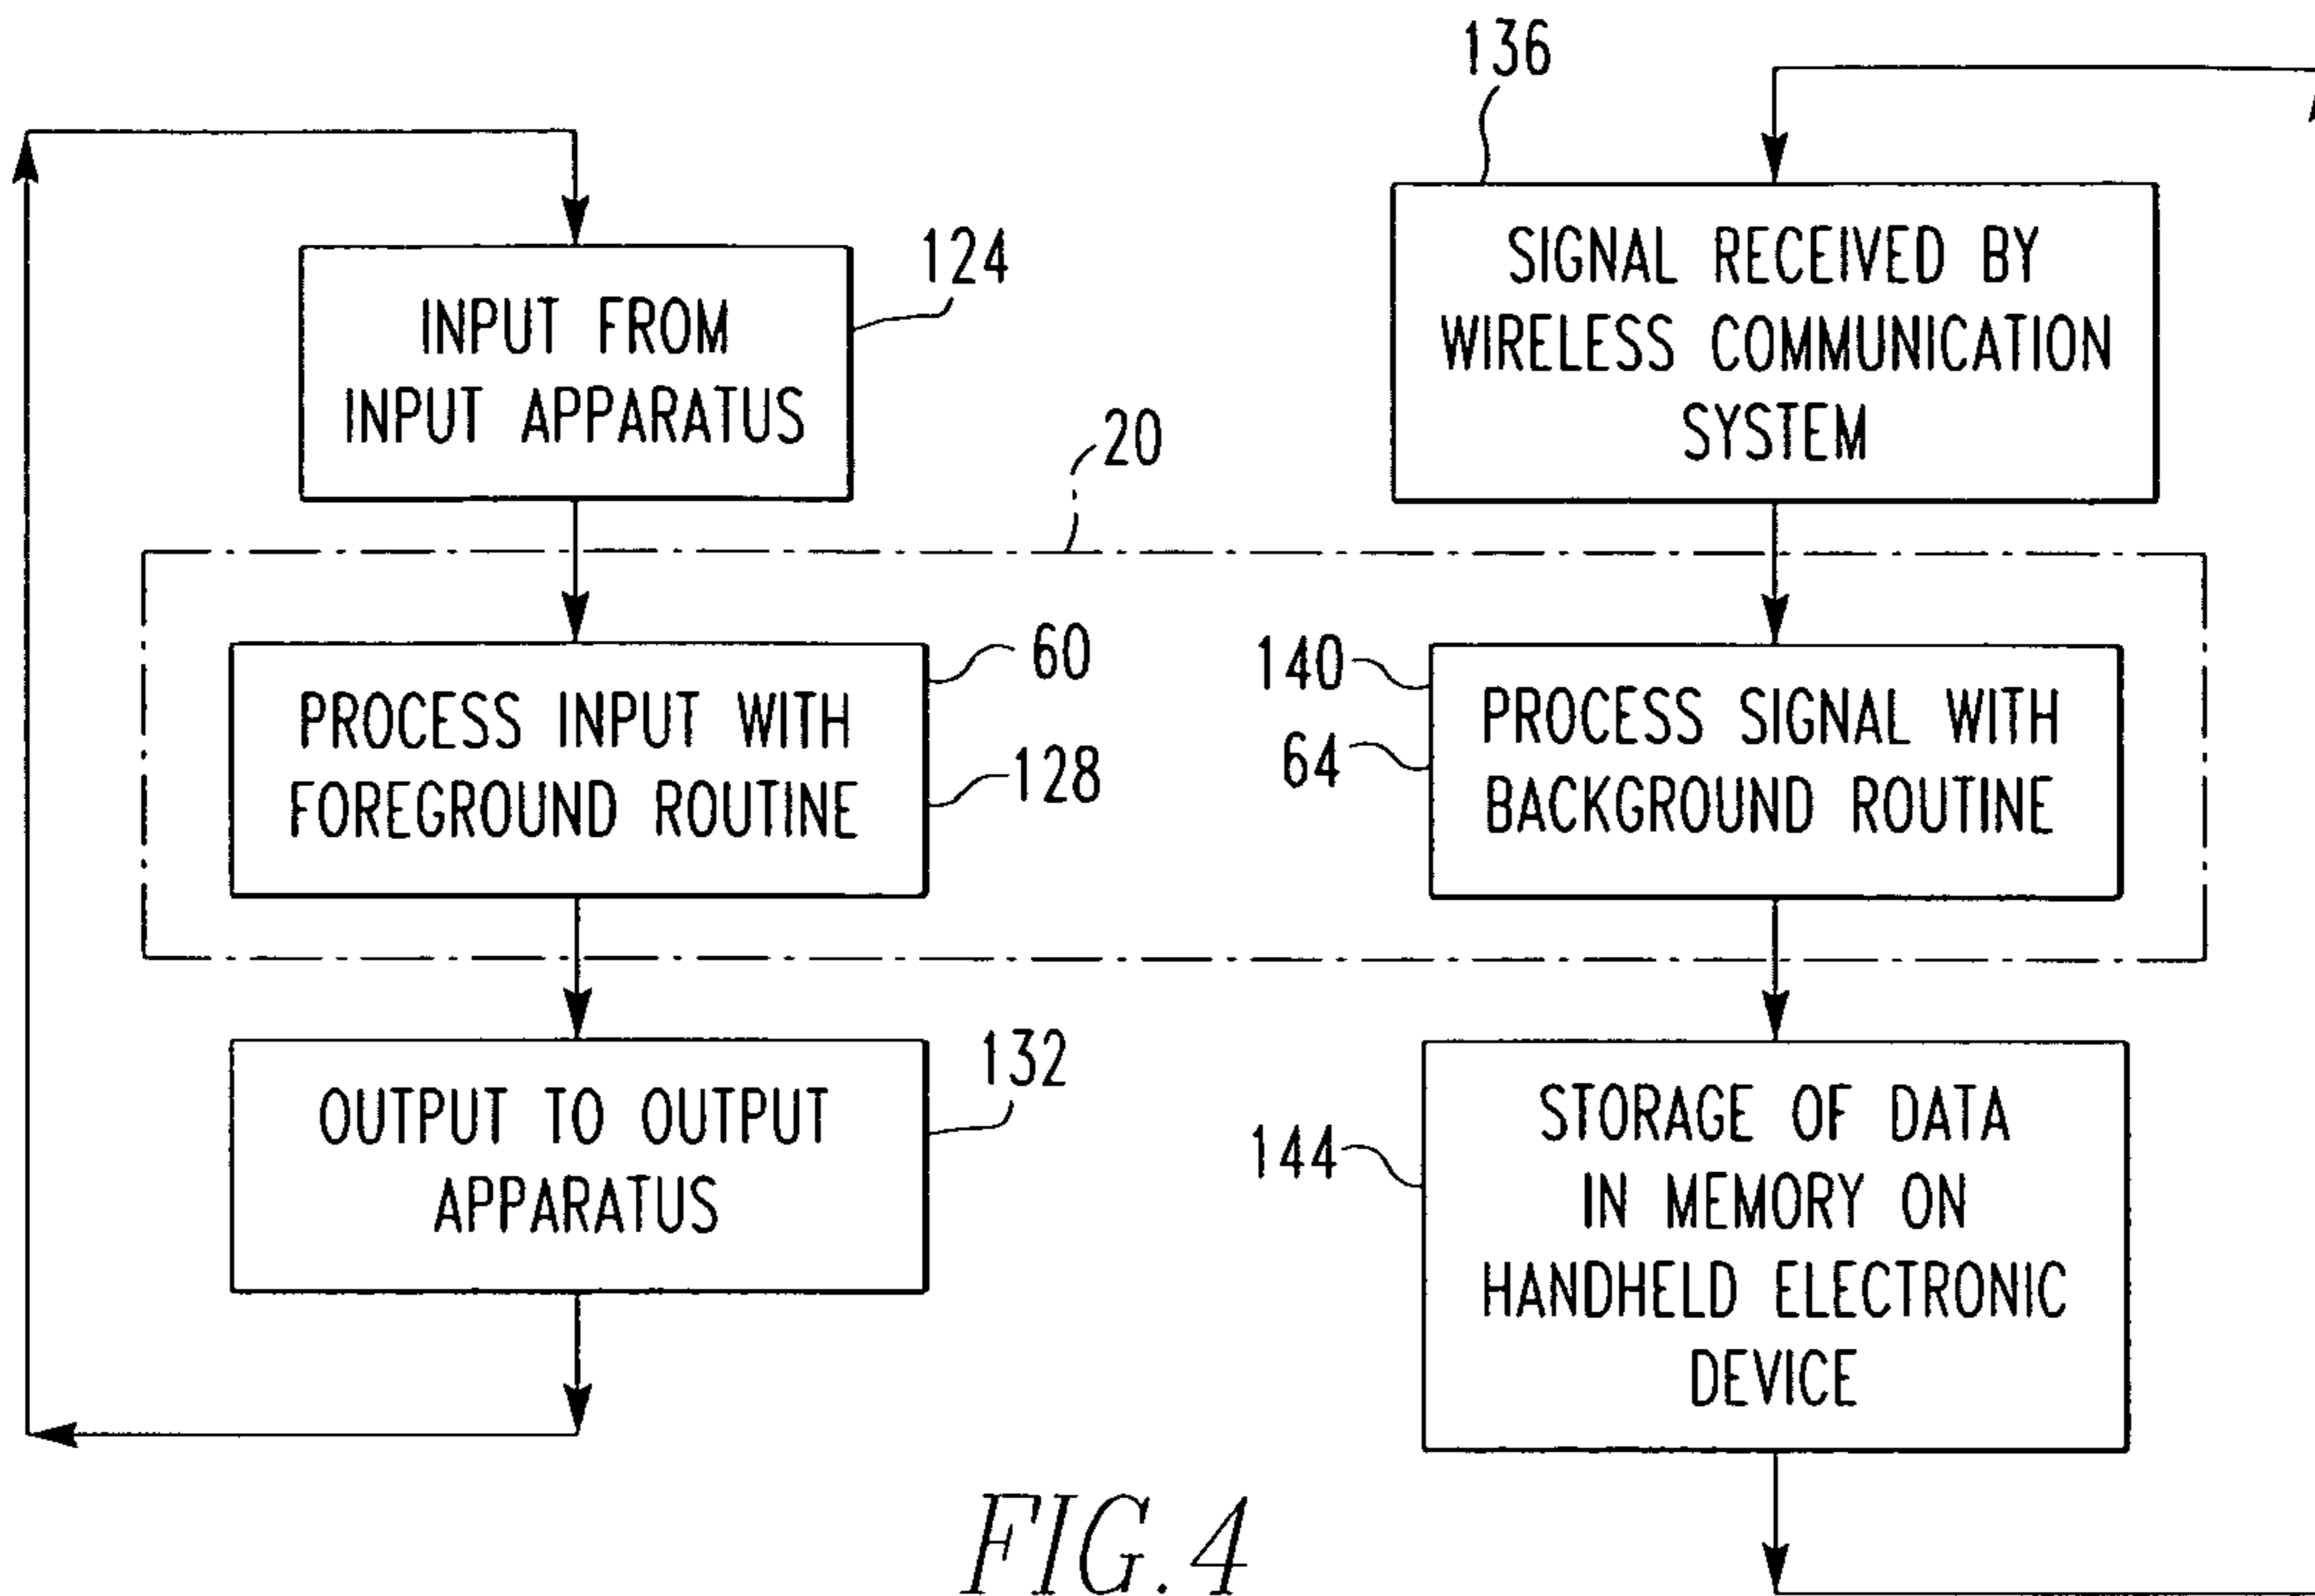 136
124
INPUT FROM
INPUT APPARATUS
SIGNAL RECEIVED BY
WIRELESS COMMUNICATION
SYSTEM
20
60
PROCESS INPUT WITH
FOREGROUND ROUTINE
128
140
64
PROCESS SIGNAL WITH
BACKGROUND ROUTINE
132
OUTPUT TO OUTPUT
APPARATUS
144
STORAGE OF DATA
IN MEMORY ON
HANDHELD ELECTRONIC
DEVICE
FIG.4